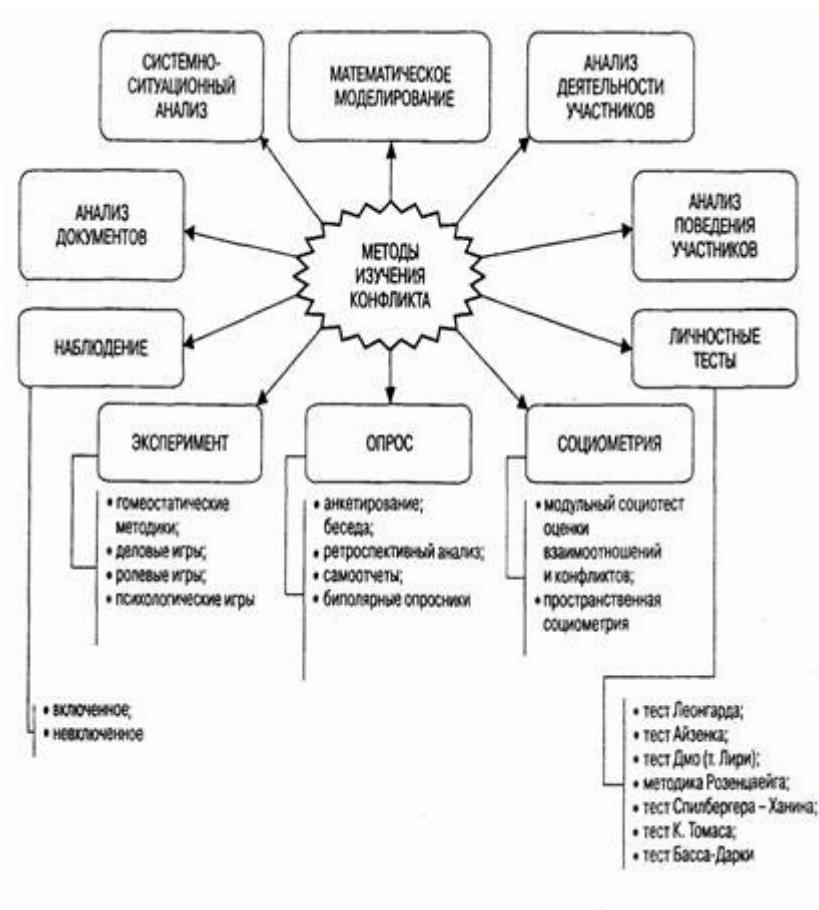 СИСТЕМНО-
СИТУАЦИОННЫЙ
АНАЛИЗ
МАТЕМАТИЧЕСКОЕ
МОДЕЛИРОВАНИЕ
АНАЛИЗ
ДЕЯТЕЛЬНОСТИ
УЧАСТНИКОВ
АНАЛИЗ
ДОКУМЕНТОВ
МЕТОДЫ
ИЗУЧЕНИЯ
КОНФЛИКТА
АНАЛИЗ
ПОВЕДЕНИЯ
УЧАСТНИКОВ
НАБЛЮДЕНИЕ
ЛИЧНОСТНЫЕ
ТЕСТЫ
ЭКСПЕРИМЕНТ
• гомеостатические
методики;
• деловые игры;
• ролевые игры;
• психологические игры
ОПРОС
• анкетирование;
беседа;
• ретроспективный анализ;
• самоотчеты;
• биполярные опросники
СОЦИОМЕТРИЯ
• модульный социотест
оценки
взаимоотношений
и конфликтов;
• пространственная
социометрия
• включенное;
• невключенное
• тест Леонгарда;
• тест Айзенка;
• тест Дмо (т. Лири);
• методика Розенцвейга;
• тест Спилбергера – Ханина;
• тест К. Томаса;
• тест Басса-Дарки